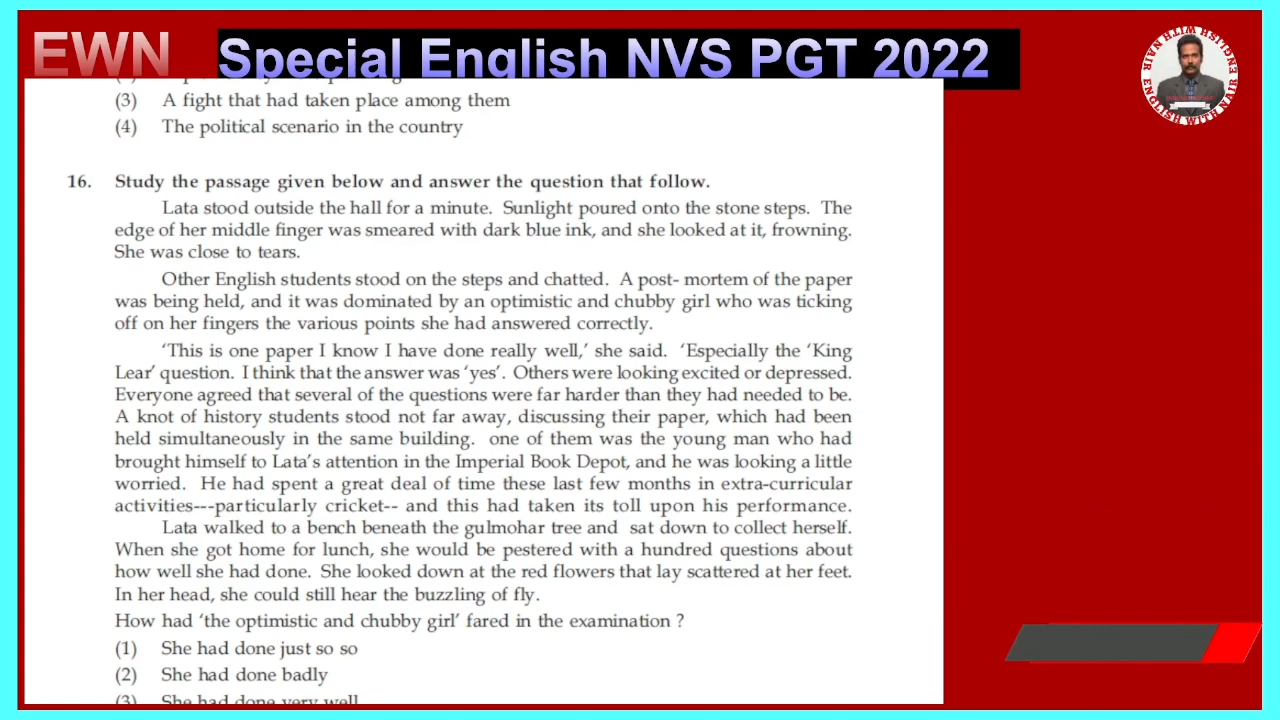 EWN
Special English NVS PGT 2022
ENGLISH WITH NAIR ENGLISH WITH NAIR
(3) A fight that had taken place among them
(4) The political scenario in the country
16. Study the passage given below and answer the question that follow.
Lata stood outside the hall for a minute. Sunlight poured onto the stone steps. The
edge of her middle finger was smeared with dark blue ink, and she looked at it, frowning.
She was close to tears.
Other English students stood on the steps and chatted. A post- mortem of the paper
was being held, and it was dominated by an optimistic and chubby girl who was ticking
off on her fingers the various points she had answered correctly.
‘This is one paper I know I have done really well,’ she said. ‘Especially the ‘King
Lear’ question. I think that the answer was ‘yes’. Others were looking excited or depressed.
Everyone agreed that several of the questions were far harder than they had needed to be.
A knot of history students stood not far away, discussing their paper, which had been
held simultaneously in the same building. one of them was the young man who had
brought himself to Lata’s attention in the Imperial Book Depot, and he was looking a little
worried. He had spent a great deal of time these last few months in extra-curricular
activities---particularly cricket-- and this had taken its toll upon his performance.
Lata walked to a bench beneath the gulmohar tree and sat down to collect herself.
When she got home for lunch, she would be pestered with a hundred questions about
how well she had done. She looked down at the red flowers that lay scattered at her feet.
In her head, she could still hear the buzzling of fly.
How had ‘the optimistic and chubby girl’ fared in the examination ?
(1) She had done just so so
(2) She had done badly
(3) She had done very well